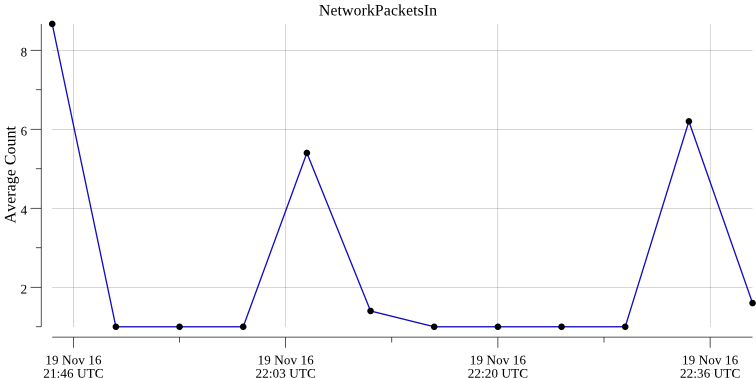 NetworkPacketsIn
Average Count
8
6
4
2
19 Nov 16
21:46 UTC
19 Nov 16
22:03 UTC
19 Nov 16
22:20 UTC
19 Nov 16
22:36 UTC